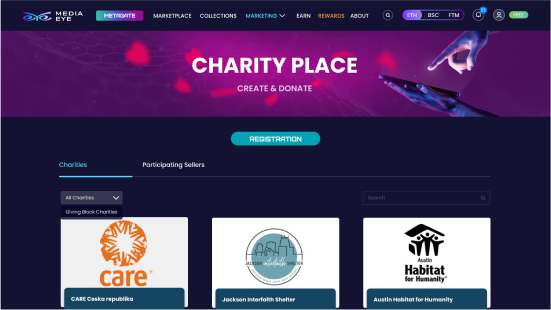 MEDIA EYE METAGATE MARKETPLACE COLLECTIONS MARKETING EARN REWARDS ABOUT ETH BSC FTM FREE
CHARITY PLACE
CREATE & DONATE
REGISTRATION
Charities Participating Sellers
All Charities Search
Giving Block Charities
care
JACKSON interfaith SHELTER
Austin
Habitat
for Humanity®
CARE Ceska republika Jackson Interfaith Shelter Austin Habitat for Humanity